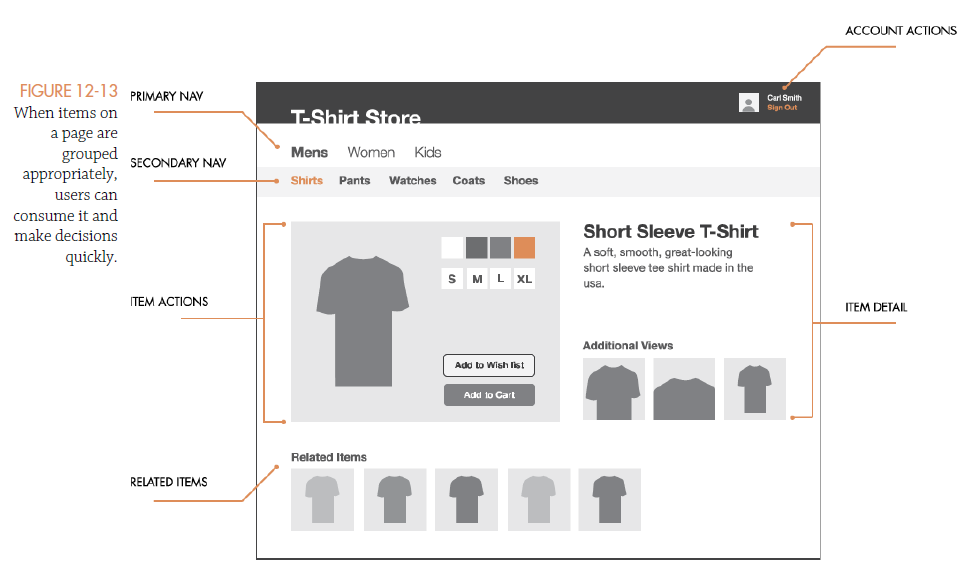 ACCOUNT ACTIONS
FIGURE 12-13
When items on
a page are
grouped
appropriately,
users can
consume it and
make decisions
quickly.
PRIMARY NAV
SECONDARY NAV
ITEM ACTIONS
RELATED ITEMS
T-Shirt Store
Carl Smith
Sign Out
Mens Women Kids
Shirts Pants Watches Coats Shoes
S M L XL
Add to Wish list
Add to Cart
Short Sleeve T-Shirt
A soft, smooth, great-looking
short sleeve tee shirt made in the
usa.
Additional Views
ITEM DETAIL
Related Items